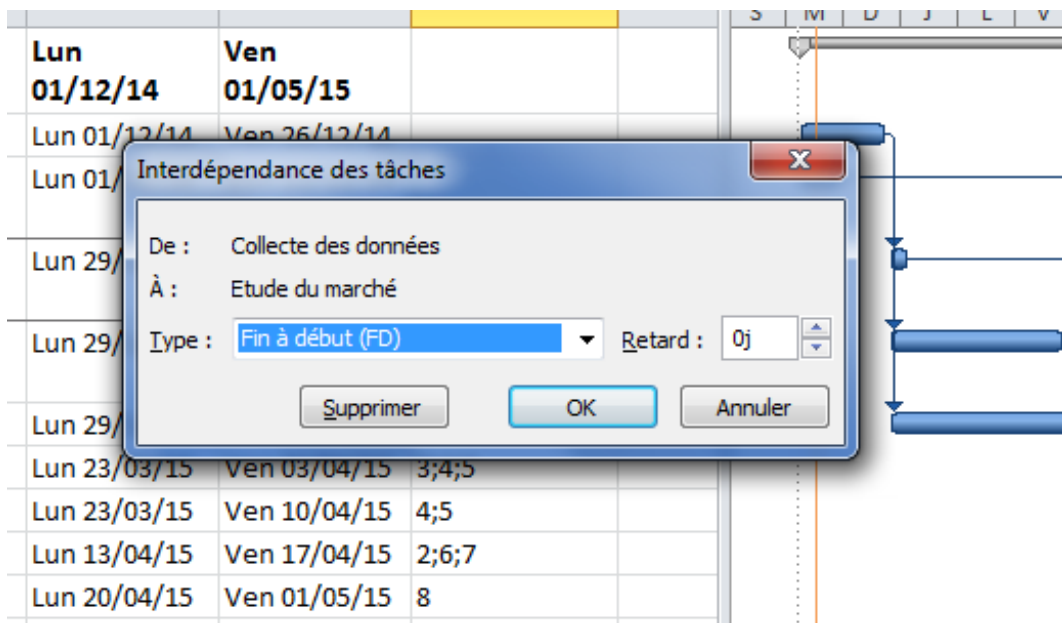 S M D J L V
Lun Ven
01/12/14 01/05/15
Lun 01/12/14 Ven 26/12/14
Interdépendance des tâches
Lun 01/
De : Collecte des données
Lun 29/
À : Etude du marché
Lun 29/ Type : Fin à début (FD) Retard : 0j
Supprimer OK Annuler
Lun 29/
Lun 23/03/15 Ven 03/04/15 3;4;5
Lun 23/03/15 Ven 10/04/15 4;5
Lun 13/04/15 Ven 17/04/15 2;6;7
Lun 20/04/15 Ven 01/05/15 8